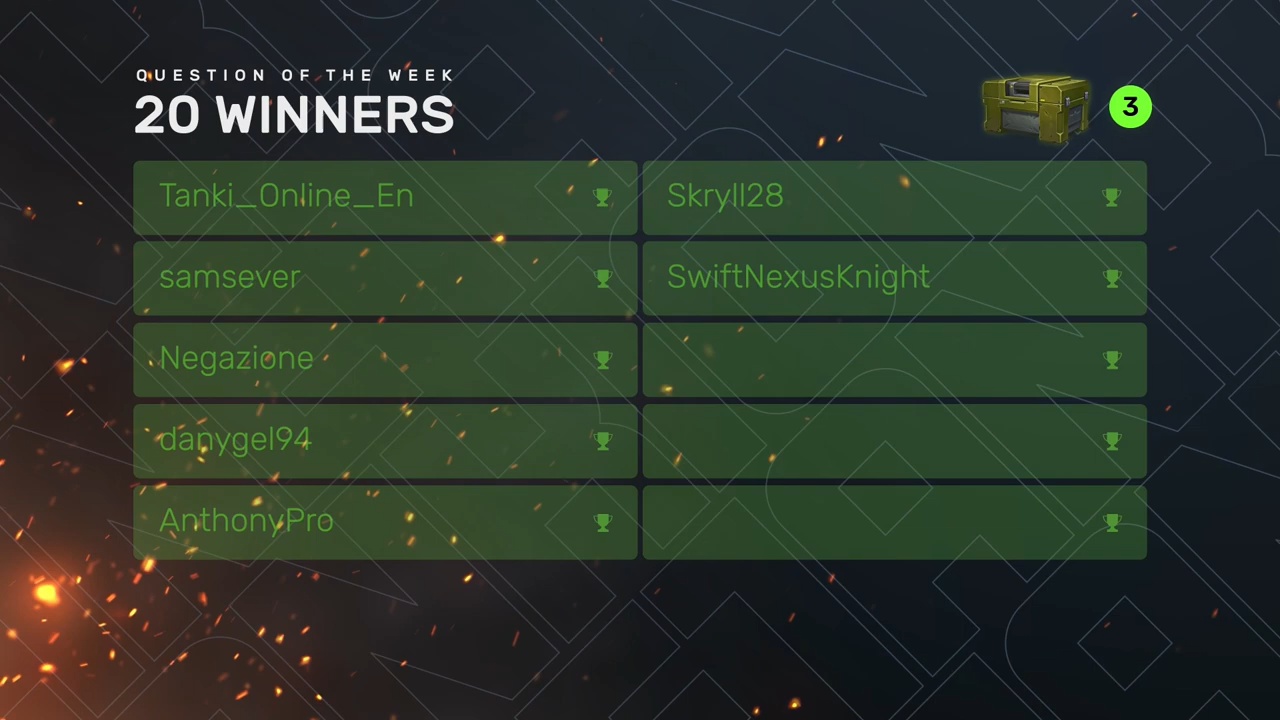 QUESTION OF THE WEEK
20 WINNERS
3
Tanki_Online_En
Skryll28
samsever
SwiftNexusKnight
Negazione
danygel94
AnthonyPro